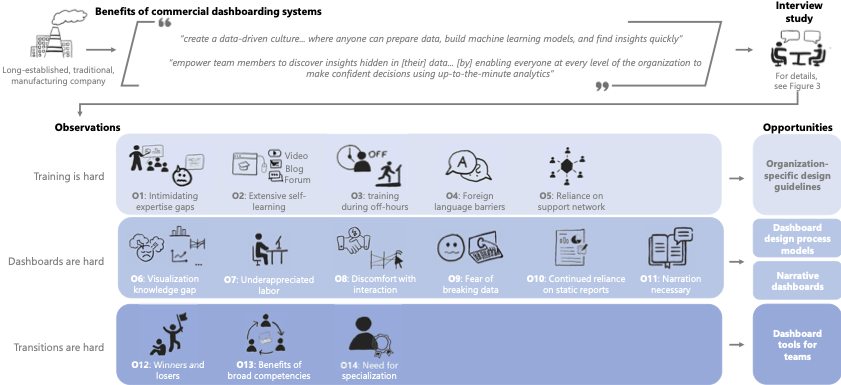 Benefits of commercial dashboarding systems
Interview
study
"create a data-driven culture... where anyone can prepare data, build machine learning models, and find insights quickly"
"empower team members to discover insights hidden in [their] data... [by] enabling everyone at every level of the organization to
make confident decisions using up-to-the-minute analytics"
Long-established, traditional,
manufacturing company
For details,
see Figure 3
Observations
Opportunities
Training is hard
OFF
Video
Blog
Forum
A
O1: Intimidating
expertise gaps
O2: Extensive self-
learning
O3: training
during off-hours
O4: Foreign
language barriers
O5: Reliance on
support network
Organization-
specific design
guidelines
Dashboards are hard
O6: Visualization
knowledge gap
O7: Underappreciated
labor
O8: Discomfort with
interaction
O9: Fear of
breaking data
O10: Continued reliance
on static reports
O11: Narration
necessary
Dashboard
design process
models
Narrative
dashboards
Transitions are hard
O12: Winners and
losers
O13: Benefits of
broad competencies
O14: Need for
specialization
Dashboard
tools for
teams